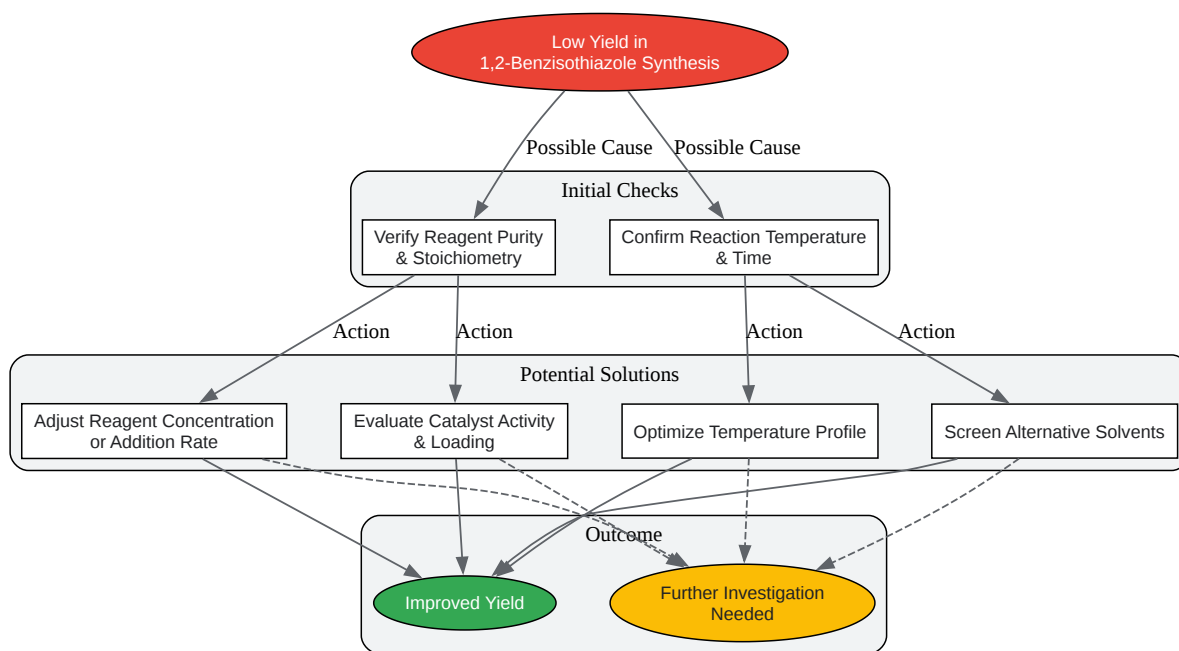 Low Yield in
1,2-Benzisothiazole Synthesis
Possible Cause
Possible Cause
Initial Checks
Verify Reagent Purity
& Stoichiometry
Confirm Reaction Temperature
& Time
Action
Action
Action
Action
Potential Solutions
Adjust Reagent Concentration
or Addition Rate
Evaluate Catalyst Activity
& Loading
Optimize Temperature Profile
Screen Alternative Solvents
Outcome
Improved Yield
Further Investigation
Needed